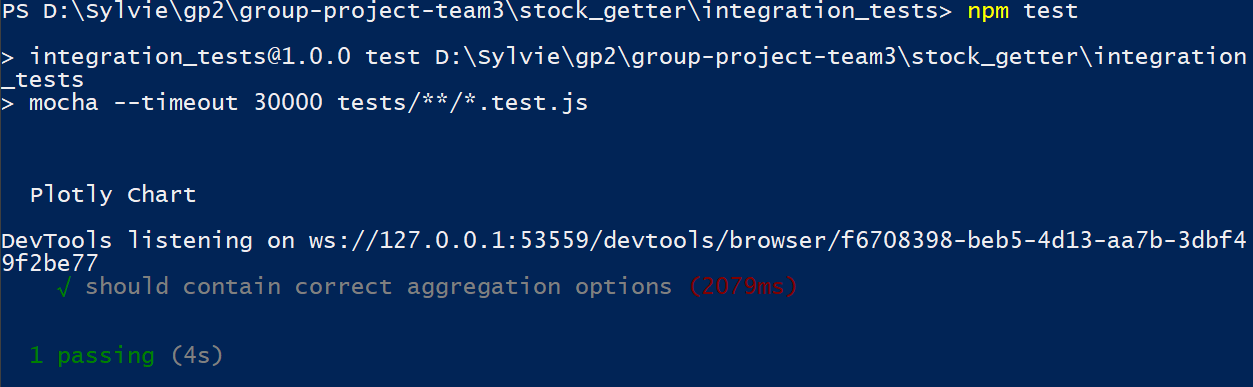 PS D:\Sylvie\gp2\group-project-team3\stock_getter\integration_tests> npm test
> integration_tests@1.0.0 test D:\Sylvie\gp2\group-project-team3\stock_getter\integration
_tests
> mocha --timeout 30000 tests/**/*.test.js
Plotly Chart
DevTools listening on ws://127.0.0.1:53559/devtools/browser/f6708398-beb5-4d13-aa7b-3dbf4
9f2be77
√ should contain correct aggregation options (2079ms)
1 passing (4s)